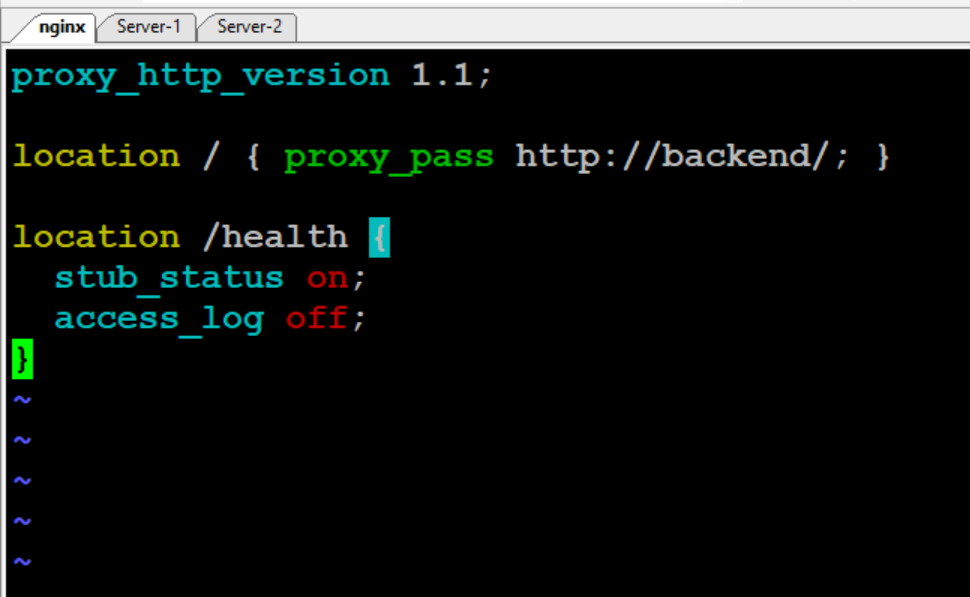 nginx Server-1 Server-2
proxy_http_version 1.1;
location / { proxy_pass http://backend/; }
location /health {
  stub_status on;
  access_log off;
}
~
~
~
~
~